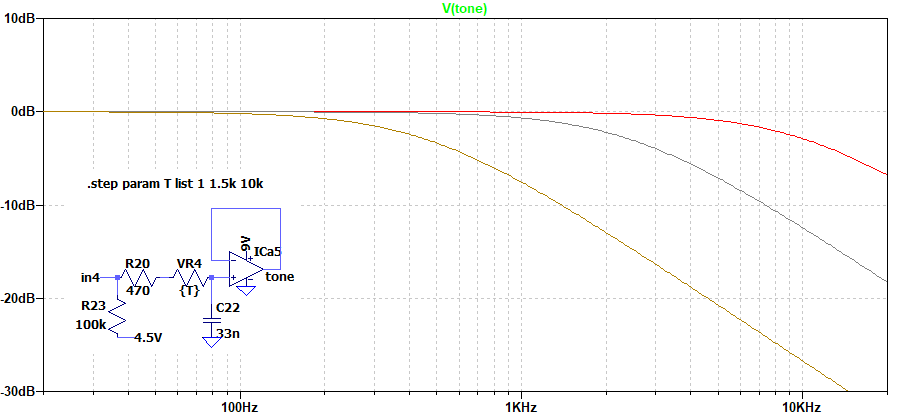 V(tone)
10dB
0dB
-10dB
-20dB
-30dB
.step param T list 1 1.5k 10k
9V
ICa5
in4
R20
470
VR4
{T}
tone
R23
100k
4.5V
C22
33n
100Hz
1KHz
10KHz